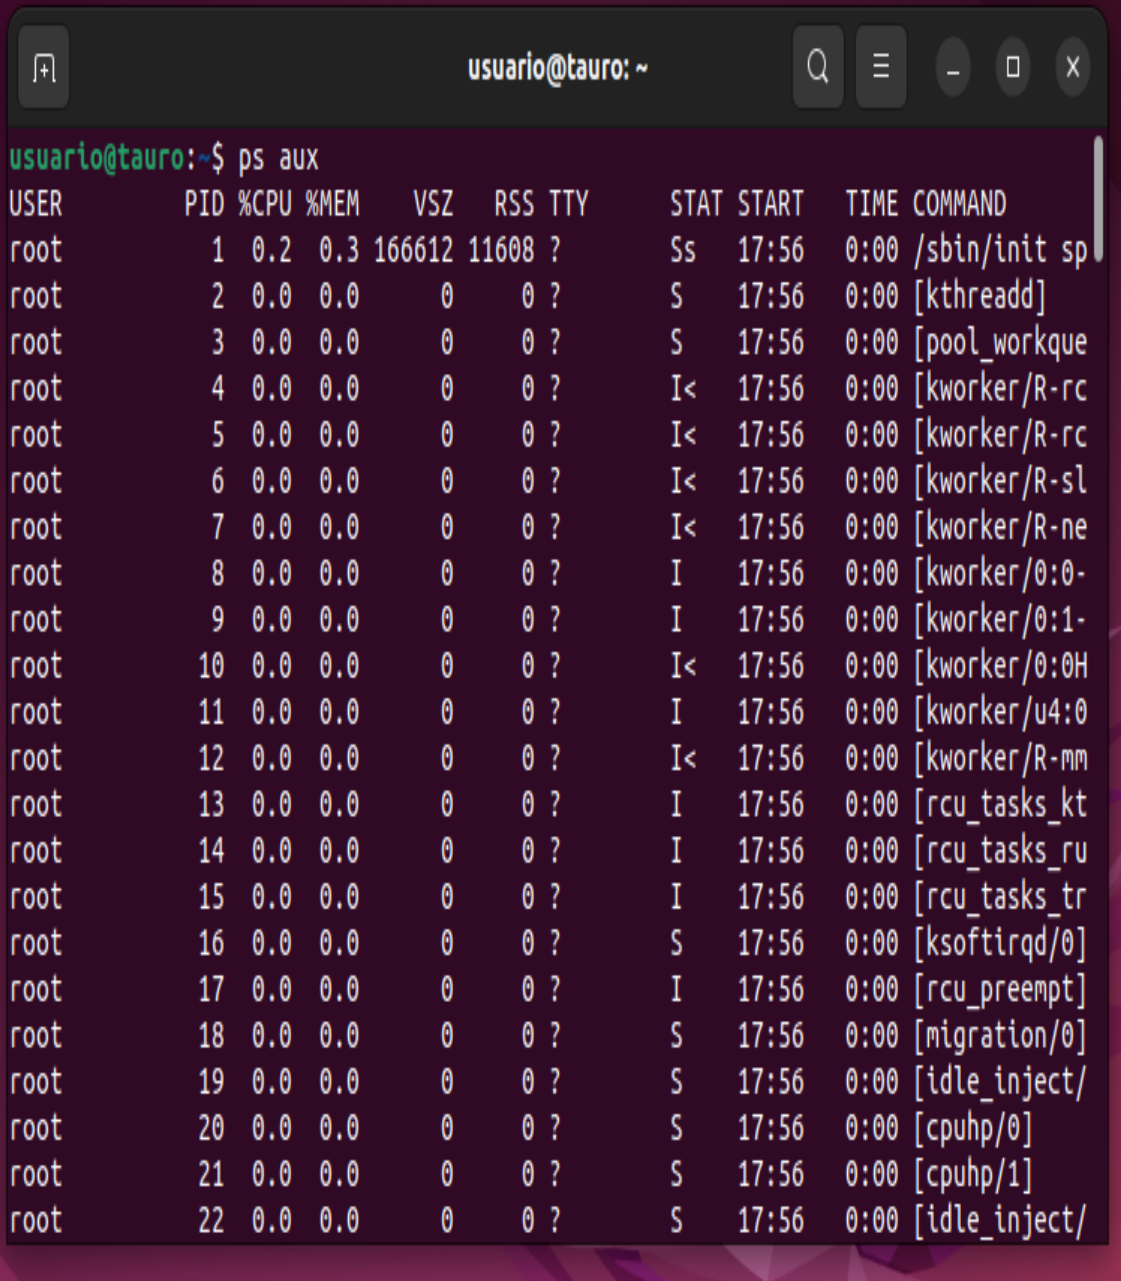 usuario@tauro: ~
usuario@tauro:~$ ps aux
USER         PID %CPU %MEM    VSZ   RSS TTY      STAT START   TIME COMMAND
root           1  0.2  0.3 166612 11608 ?        Ss   17:56   0:00 /sbin/init sp
root           2  0.0  0.0      0     0 ?        S    17:56   0:00 [kthreadd]
root           3  0.0  0.0      0     0 ?        S    17:56   0:00 [pool_workque
root           4  0.0  0.0      0     0 ?        I<   17:56   0:00 [kworker/R-rc
root           5  0.0  0.0      0     0 ?        I<   17:56   0:00 [kworker/R-rc
root           6  0.0  0.0      0     0 ?        I<   17:56   0:00 [kworker/R-sl
root           7  0.0  0.0      0     0 ?        I<   17:56   0:00 [kworker/R-ne
root           8  0.0  0.0      0     0 ?        I    17:56   0:00 [kworker/0:0-
root           9  0.0  0.0      0     0 ?        I    17:56   0:00 [kworker/0:1-
root          10  0.0  0.0      0     0 ?        I<   17:56   0:00 [kworker/0:0H
root          11  0.0  0.0      0     0 ?        I    17:56   0:00 [kworker/u4:0
root          12  0.0  0.0      0     0 ?        I<   17:56   0:00 [kworker/R-mm
root          13  0.0  0.0      0     0 ?        I    17:56   0:00 [rcu_tasks_kt
root          14  0.0  0.0      0     0 ?        I    17:56   0:00 [rcu_tasks_ru
root          15  0.0  0.0      0     0 ?        I    17:56   0:00 [rcu_tasks_tr
root          16  0.0  0.0      0     0 ?        S    17:56   0:00 [ksoftirqd/0]
root          17  0.0  0.0      0     0 ?        I    17:56   0:00 [rcu_preempt]
root          18  0.0  0.0      0     0 ?        S    17:56   0:00 [migration/0]
root          19  0.0  0.0      0     0 ?        S    17:56   0:00 [idle_inject/
root          20  0.0  0.0      0     0 ?        S    17:56   0:00 [cpuhp/0]
root          21  0.0  0.0      0     0 ?        S    17:56   0:00 [cpuhp/1]
root          22  0.0  0.0      0     0 ?        S    17:56   0:00 [idle_inject/